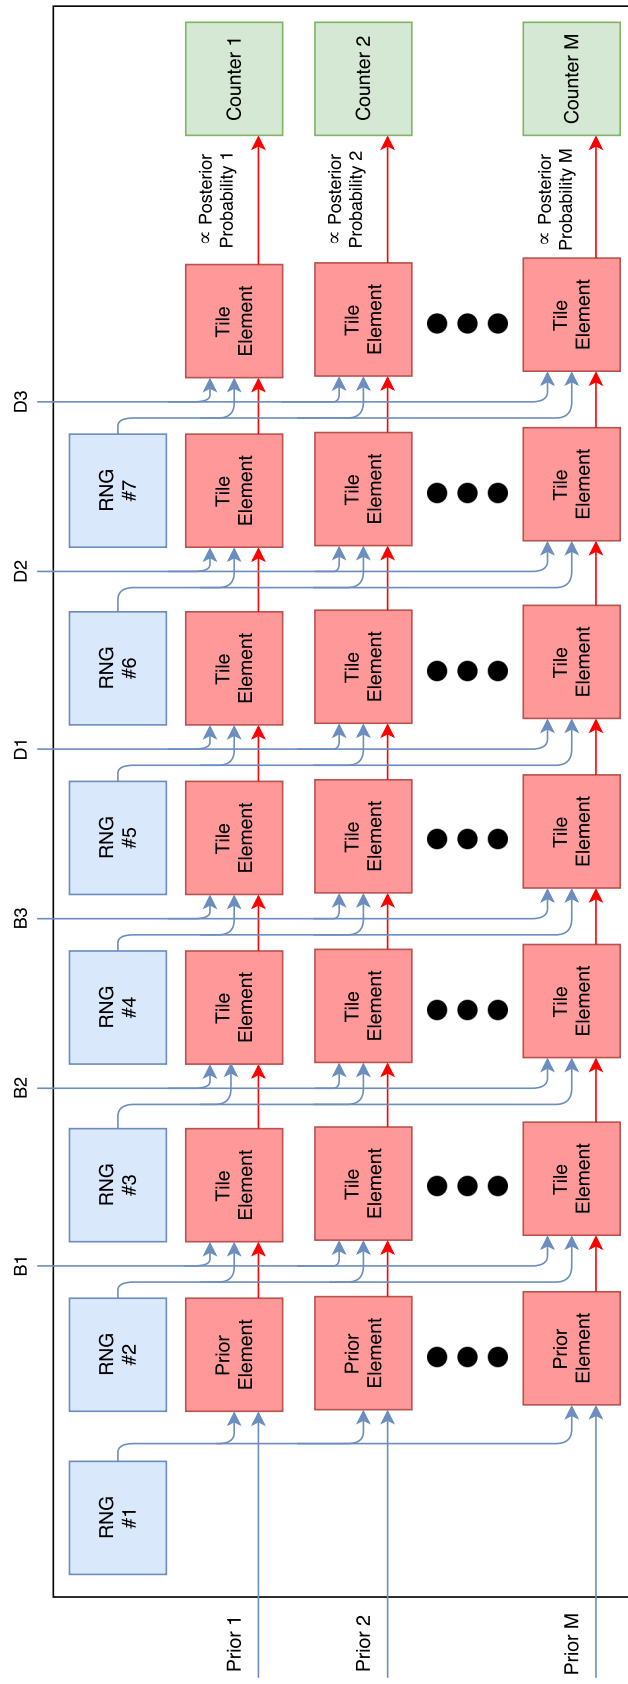 B1
B2
B3
D1
D2
D3
RNG
#1
RNG
#2
RNG
#3
RNG
#4
RNG
#5
RNG
#6
RNG
#7
Prior 1
Prior
Element
Tile
Element
Tile
Element
Tile
Element
Tile
Element
Tile
Element
Tile
Element
∝ Posterior
Probability 1
Counter 1
Prior 2
Prior
Element
Tile
Element
Tile
Element
Tile
Element
Tile
Element
Tile
Element
Tile
Element
∝ Posterior
Probability 2
Counter 2
Prior M
Prior
Element
Tile
Element
Tile
Element
Tile
Element
Tile
Element
Tile
Element
Tile
Element
∝ Posterior
Probability M
Counter M